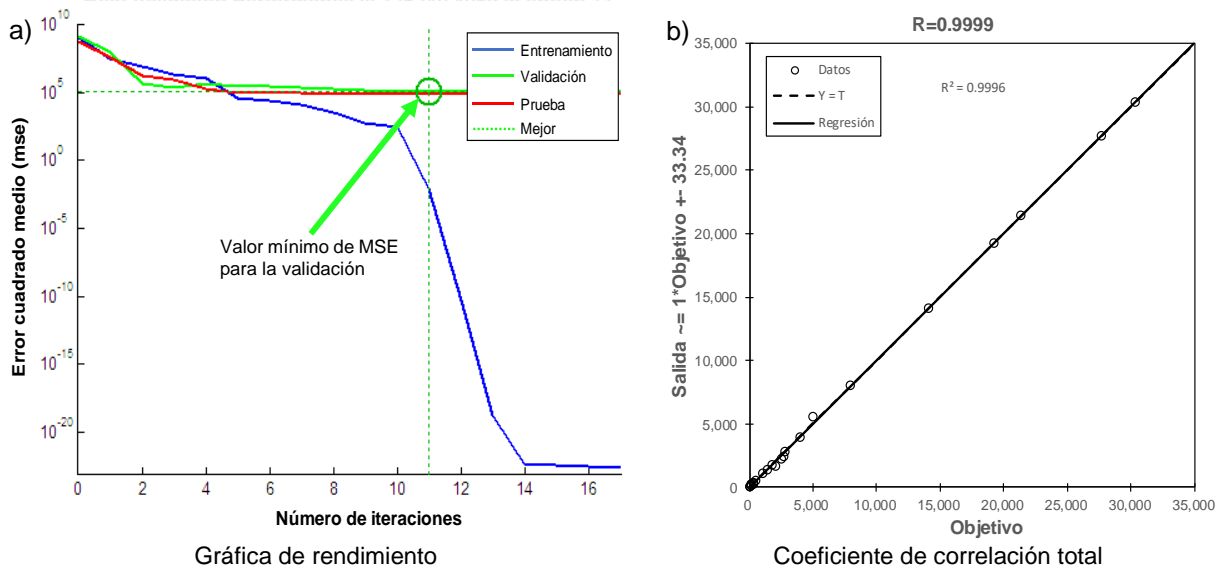 a)
10^10
10^5
10^0
10^-5
10^-10
10^-15
10^-20
Error cuadrado medio (mse)
Entrenamiento
Validación
Prueba
Mejor
Valor mínimo de MSE
para la validación
0 2 4 6 8 10 12 14 16
Número de iteraciones
Gráfica de rendimiento
b)
R=0.9999
35,000
30,000
25,000
20,000
15,000
10,000
5,000
0
Salida ~= 1*Objetivo +- 33.34
Datos
Y = T
Regresión
R² = 0.9996
0 5,000 10,000 15,000 20,000 25,000 30,000 35,000
Objetivo
Coeficiente de correlación total